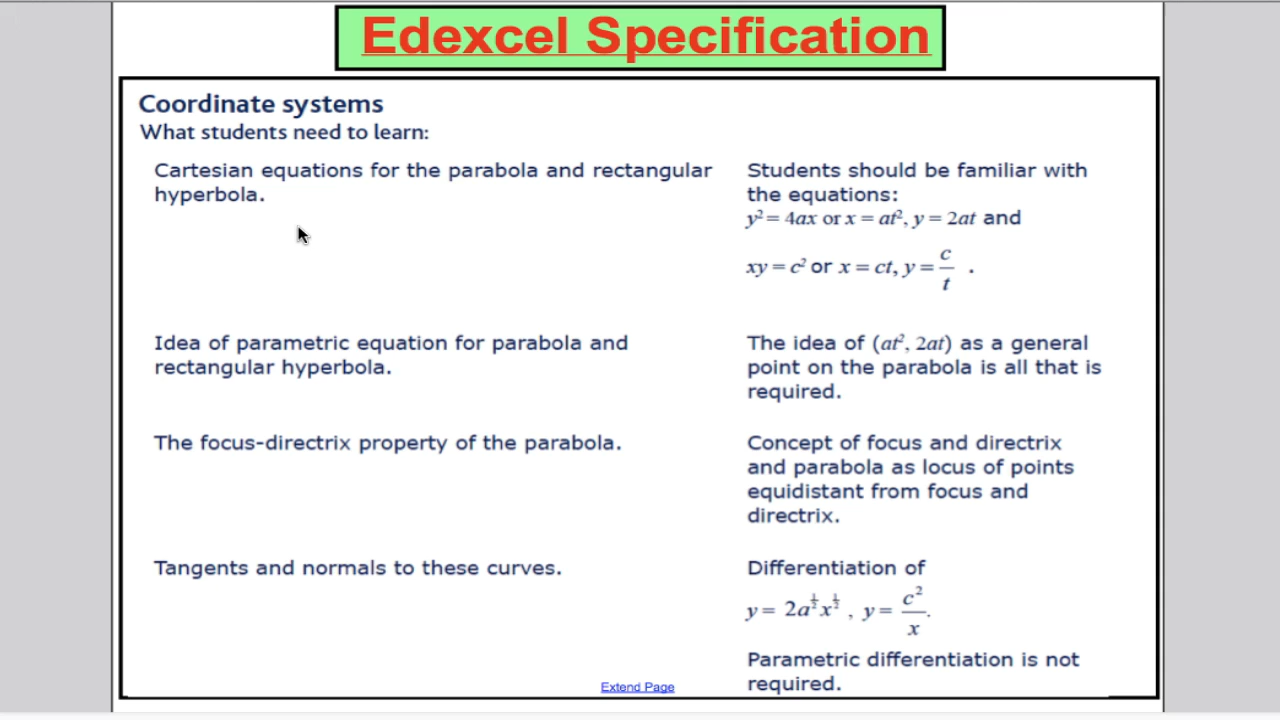 Edexcel Specification
Coordinate systems
What students need to learn:
Cartesian equations for the parabola and rectangular
hyperbola.
Students should be familiar with
the equations:
y² = 4ax or x = at², y = 2at and
xy = c² or x = ct, y = c/t .
Idea of parametric equation for parabola and
rectangular hyperbola.
The idea of (at², 2at) as a general
point on the parabola is all that is
required.
The focus-directrix property of the parabola.
Concept of focus and directrix
and parabola as locus of points
equidistant from focus and
directrix.
Tangents and normals to these curves.
Differentiation of
y = 2a^½ x^½ , y = c²/x.
Parametric differentiation is not
required.
Extend Page